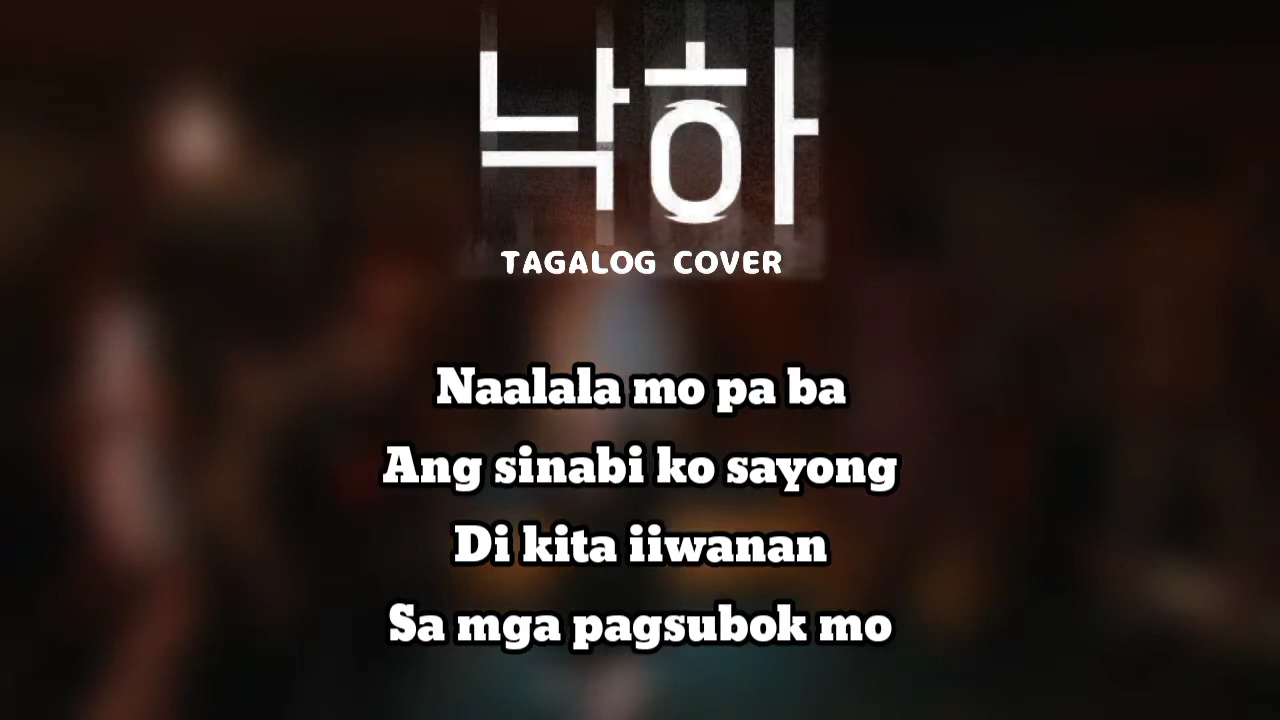 낙하
TAGALOG COVER
Naalala mo pa ba
Ang sinabi ko sayong
Di kita iiwanan
Sa mga pagsubok mo